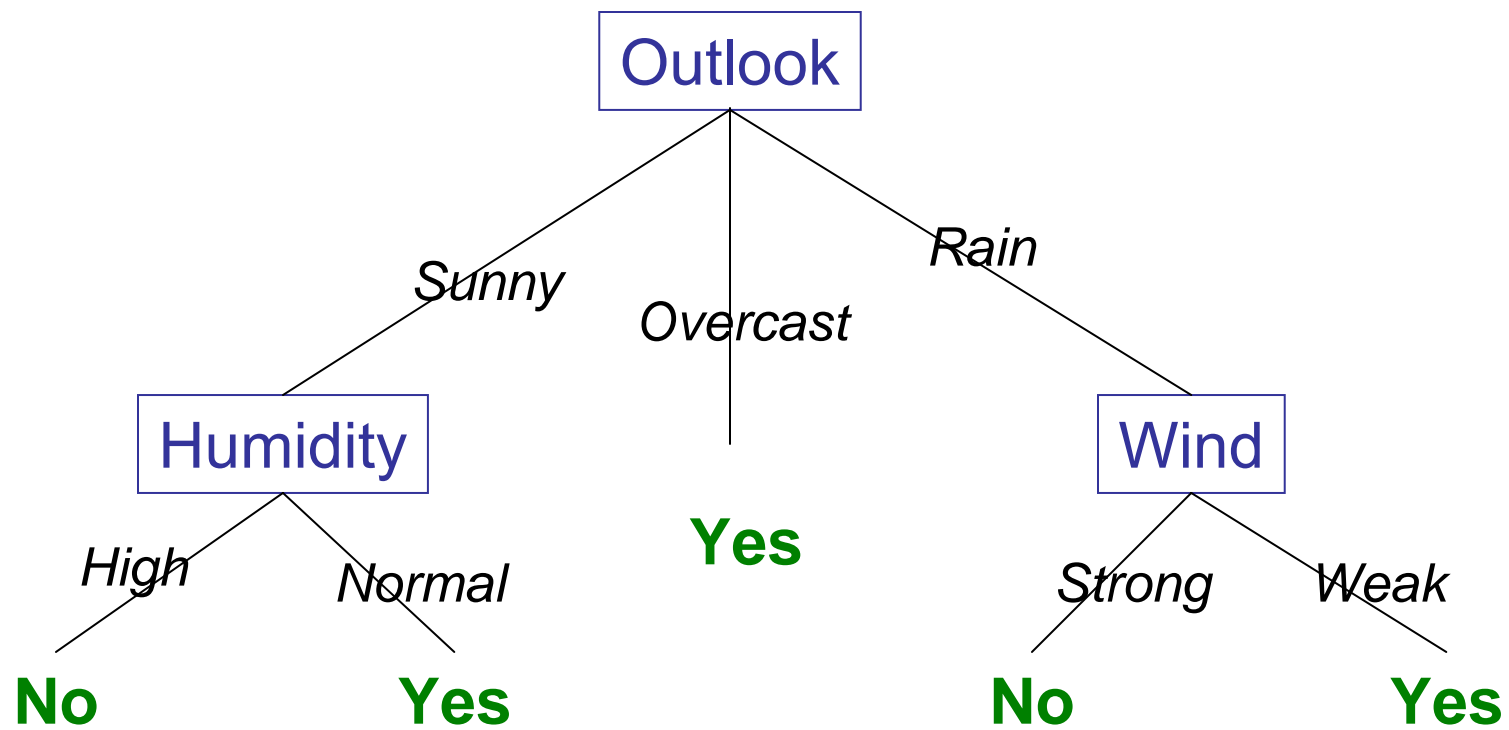 Outlook
Sunny
Overcast
Rain
Humidity
Wind
High
Normal
Yes
Strong
Weak
No
Yes
No
Yes